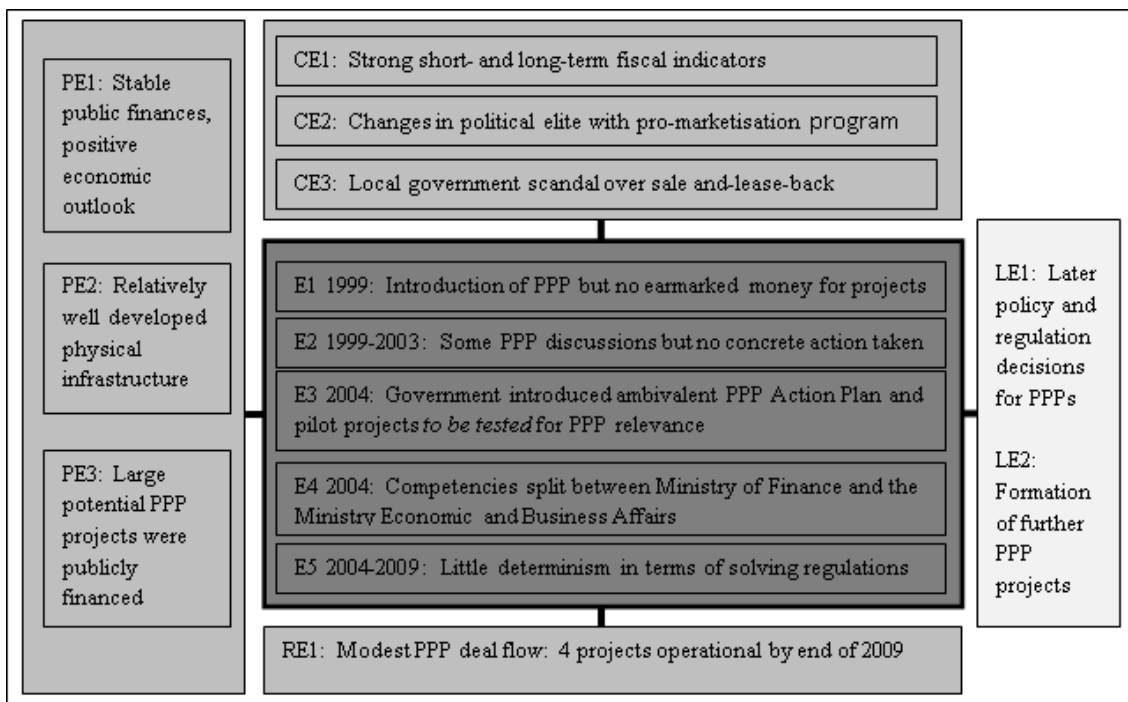 PE1: Stable
public finances,
positive
economic
outlook
PE2: Relatively
well developed
physical
infrastructure
PE3: Large
potential PPP
projects were
publicly
financed
CE1: Strong short- and long-term fiscal indicators
CE2: Changes in political elite with pro-marketisation program
CE3: Local government scandal over sale and-lease-back
E1 1999: Introduction of PPP but no earmarked money for projects
E2 1999-2003: Some PPP discussions but no concrete action taken
E3 2004: Government introduced ambivalent PPP Action Plan and
pilot projects to be tested for PPP relevance
E4 2004: Competencies split between Ministry of Finance and the
Ministry Economic and Business Affairs
E5 2004-2009: Little determinism in terms of solving regulations
RE1: Modest PPP deal flow: 4 projects operational by end of 2009
LE1: Later
policy and
regulation
decisions
for PPPs
LE2:
Formation
of further
PPP
projects